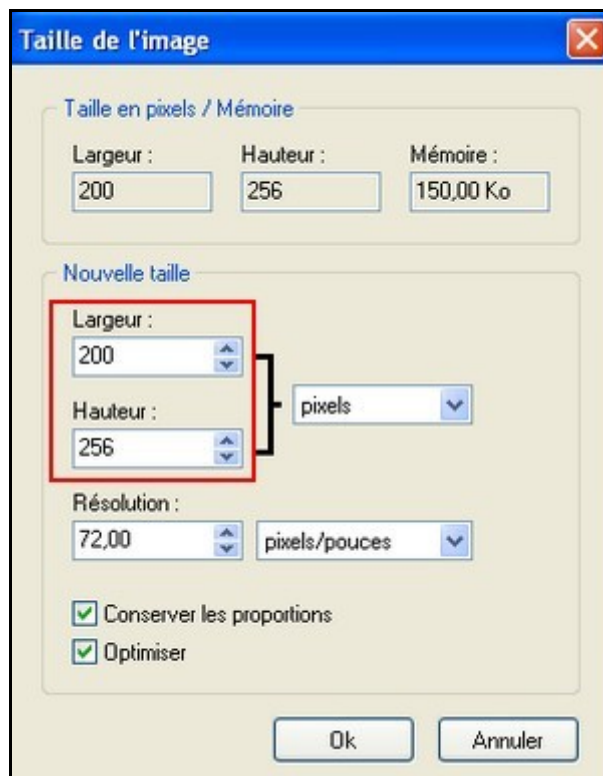 Taille de l'image
Taille en pixels / Mémoire
Largeur : Hauteur : Mémoire :
200 256 150,00 Ko
Nouvelle taille
Largeur :
200
pixels
Hauteur :
256
Résolution :
72,00 pixels/pouces
Conserver les proportions
Optimiser
Ok Annuler